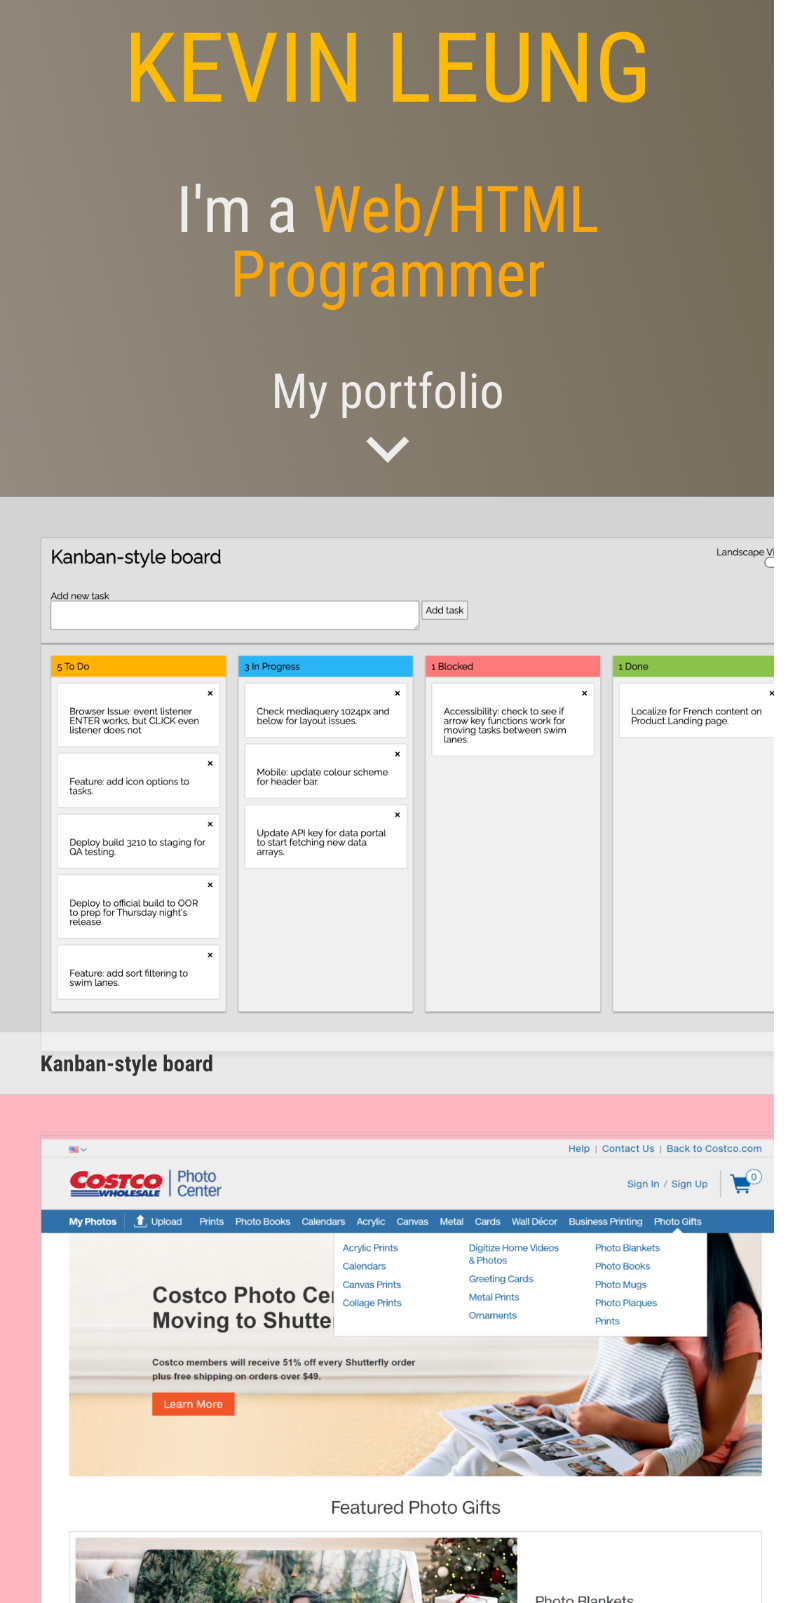 KEVIN LEUNG
I'm a Web/HTML
Programmer
My portfolio
Kanban-style board
Landscape Vi
Add new task
Add task
5 To Do
Browser Issue: event listener
ENTER works, but CLICK even
listener does not
Feature: add icon options to
tasks.
Deploy build 3210 to staging for
QA testing.
Deploy to official build to OOR
to prep for Thursday night's
release.
Feature: add sort filtering to
swim lanes.
3 In Progress
Check mediaquery 1024px and
below for layout issues.
Mobile: update colour scheme
for header bar.
Update API key for data portal
to start fetching new data
arrays.
1 Blocked
Accessibility: check to see if
arrow key functions work for
moving tasks between swim
lanes.
1 Done
Localize for French content on
Product Landing page.
Kanban-style board
Help | Contact Us | Back to Costco.com
COSTCO
WHOLESALE
Photo
Center
Sign In / Sign Up
0
My Photos Upload Prints Photo Books Calendars Acrylic Canvas Metal Cards Wall Décor Business Printing Photo Gifts
Acrylic Prints
Calendars
Canvas Prints
Collage Prints
Digitize Home Videos
& Photos
Greeting Cards
Metal Prints
Ornaments
Photo Blankets
Photo Books
Photo Mugs
Photo Plaques
Prints
Costco Photo Ce
Moving to Shutte
Costco members will receive 51% off every Shutterfly order
plus free shipping on orders over $49.
Learn More
Featured Photo Gifts
Photo Blankets